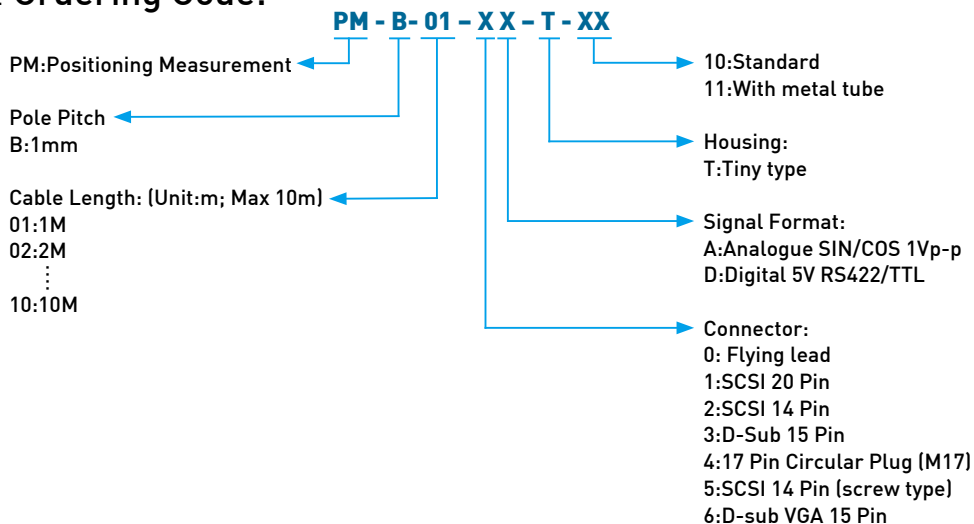 Ordering Code:
PM - B- 01 – X X – T - XX
PM:Positioning Measurement
Pole Pitch
B:1mm
Cable Length: (Unit:m; Max 10m)
01:1M
02:2M
⋮
10:10M
10:Standard
11:With metal tube
Housing:
T:Tiny type
Signal Format:
A:Analogue SIN/COS 1Vp-p
D:Digital 5V RS422/TTL
Connector:
0: Flying lead
1:SCSI 20 Pin
2:SCSI 14 Pin
3:D-Sub 15 Pin
4:17 Pin Circular Plug (M17)
5:SCSI 14 Pin (screw type)
6:D-sub VGA 15 Pin